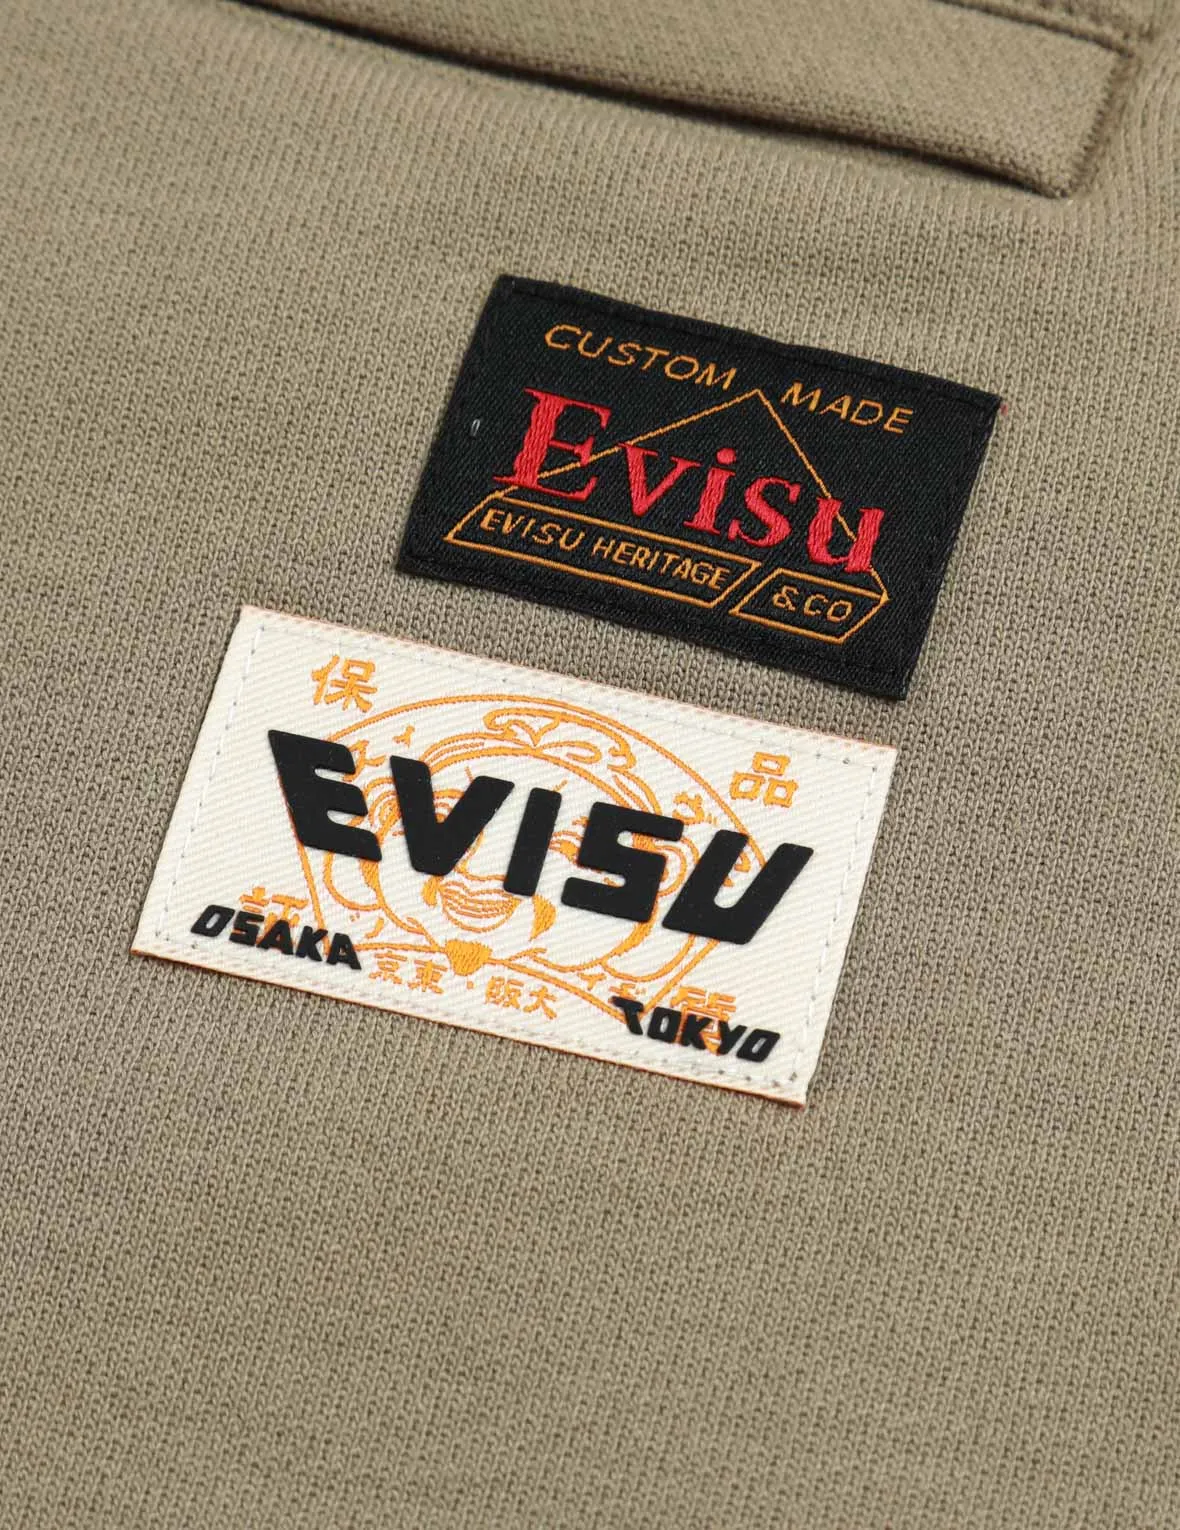 CUSTOM MADE
Evisu
EVISU HERITAGE & CO
保 品
EVISU
OSAKA
京東・阪大
TOKYO